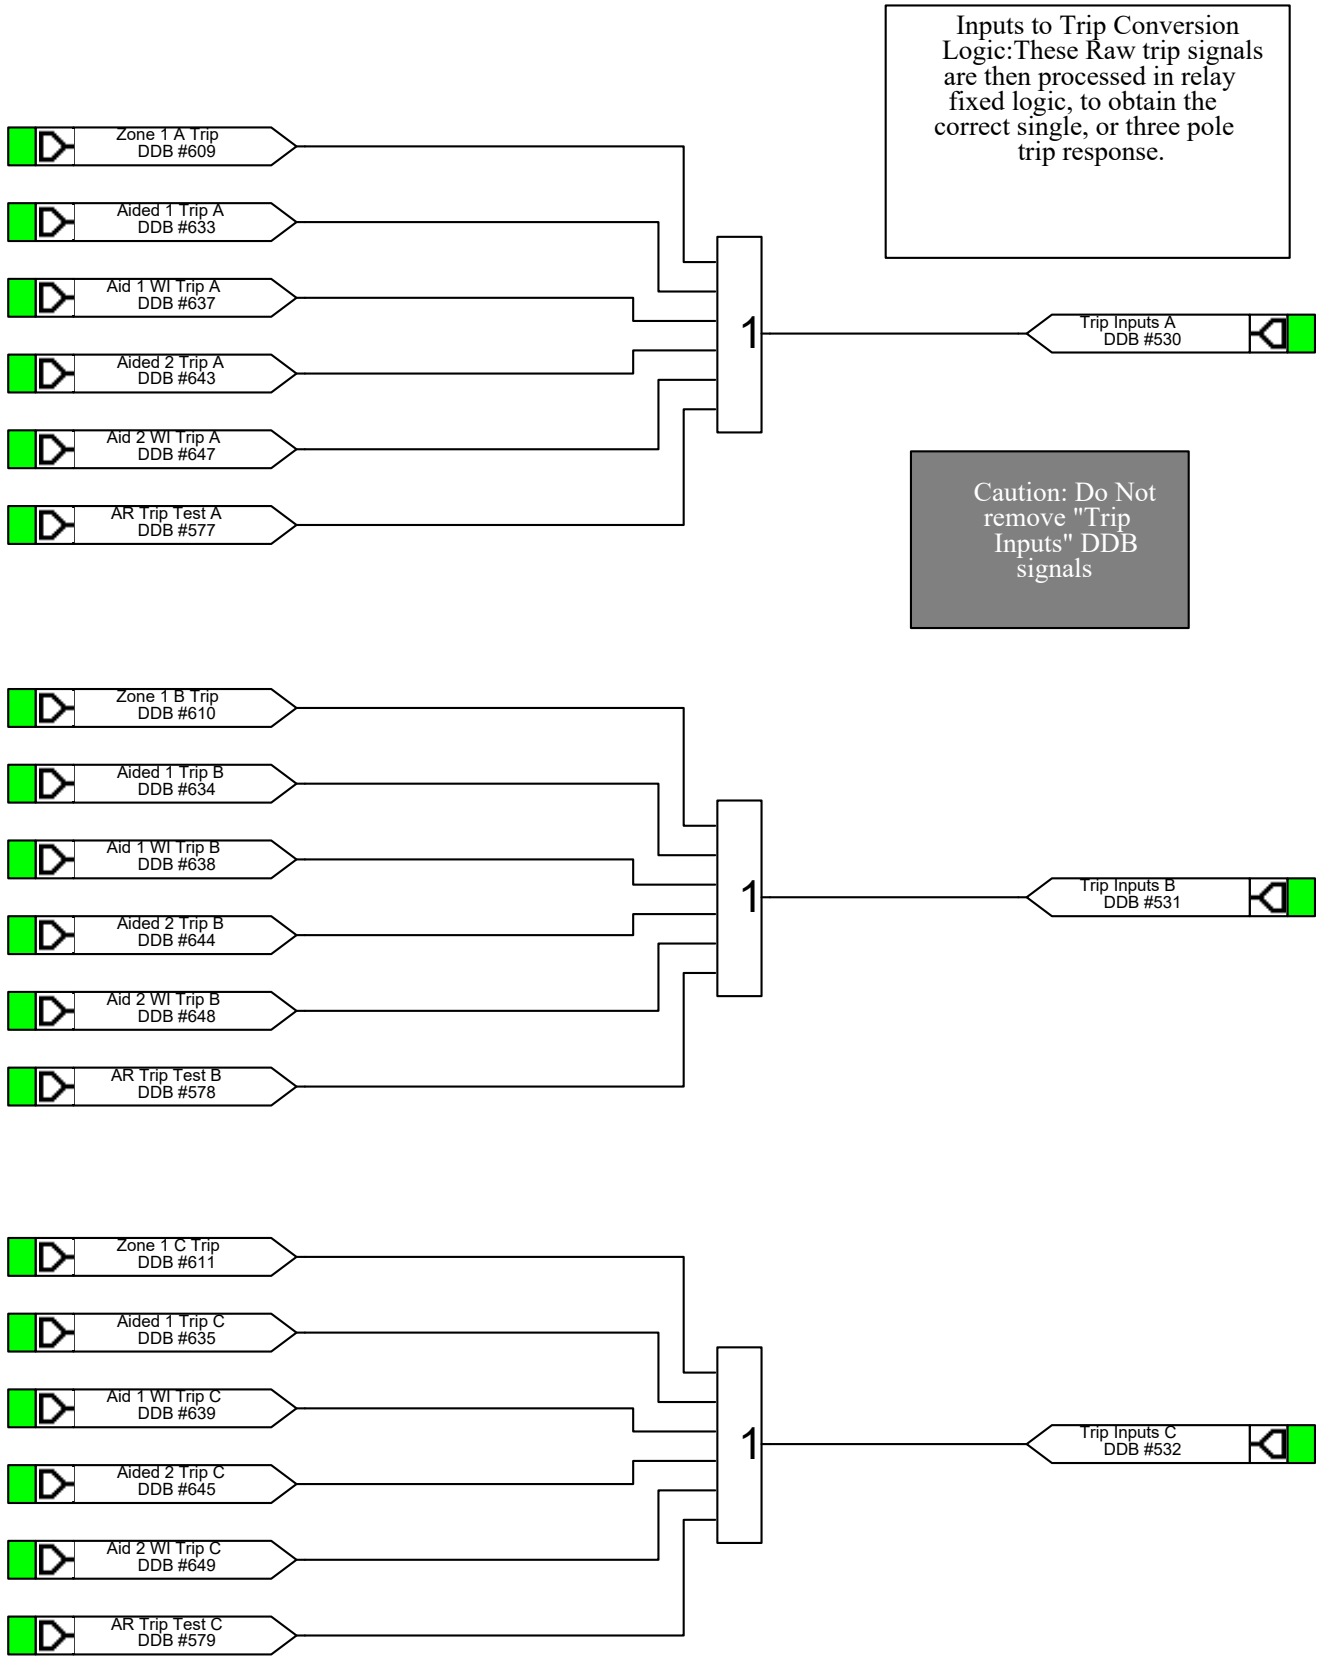 Inputs to Trip Conversion
Logic:These Raw trip signals
are then processed in relay
fixed logic, to obtain the
correct single, or three pole
trip response.
Zone 1 A Trip
DDB #609
Aided 1 Trip A
DDB #633
Aid 1 WI Trip A
DDB #637
Aided 2 Trip A
DDB #643
Aid 2 WI Trip A
DDB #647
AR Trip Test A
DDB #577
1
Trip Inputs A
DDB #530
Caution: Do Not
remove "Trip
Inputs" DDB
signals
Zone 1 B Trip
DDB #610
Aided 1 Trip B
DDB #634
Aid 1 WI Trip B
DDB #638
Aided 2 Trip B
DDB #644
Aid 2 WI Trip B
DDB #648
AR Trip Test B
DDB #578
1
Trip Inputs B
DDB #531
Zone 1 C Trip
DDB #611
Aided 1 Trip C
DDB #635
Aid 1 WI Trip C
DDB #639
Aided 2 Trip C
DDB #645
Aid 2 WI Trip C
DDB #649
AR Trip Test C
DDB #579
1
Trip Inputs C
DDB #532